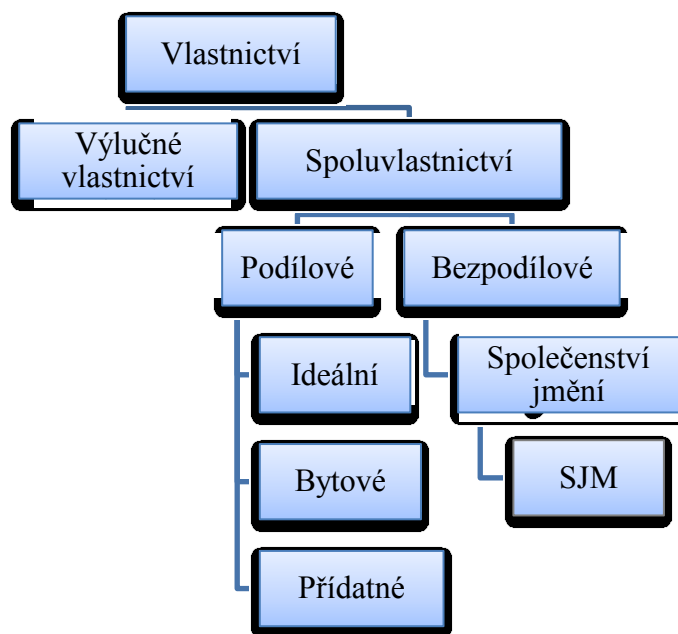 Vlastnictví
Výlučné
vlastnictví
Spoluvlastnictví
Podílové
Bezpodílové
Ideální
Bytové
Přídatné
Společenství
jmění
SJM